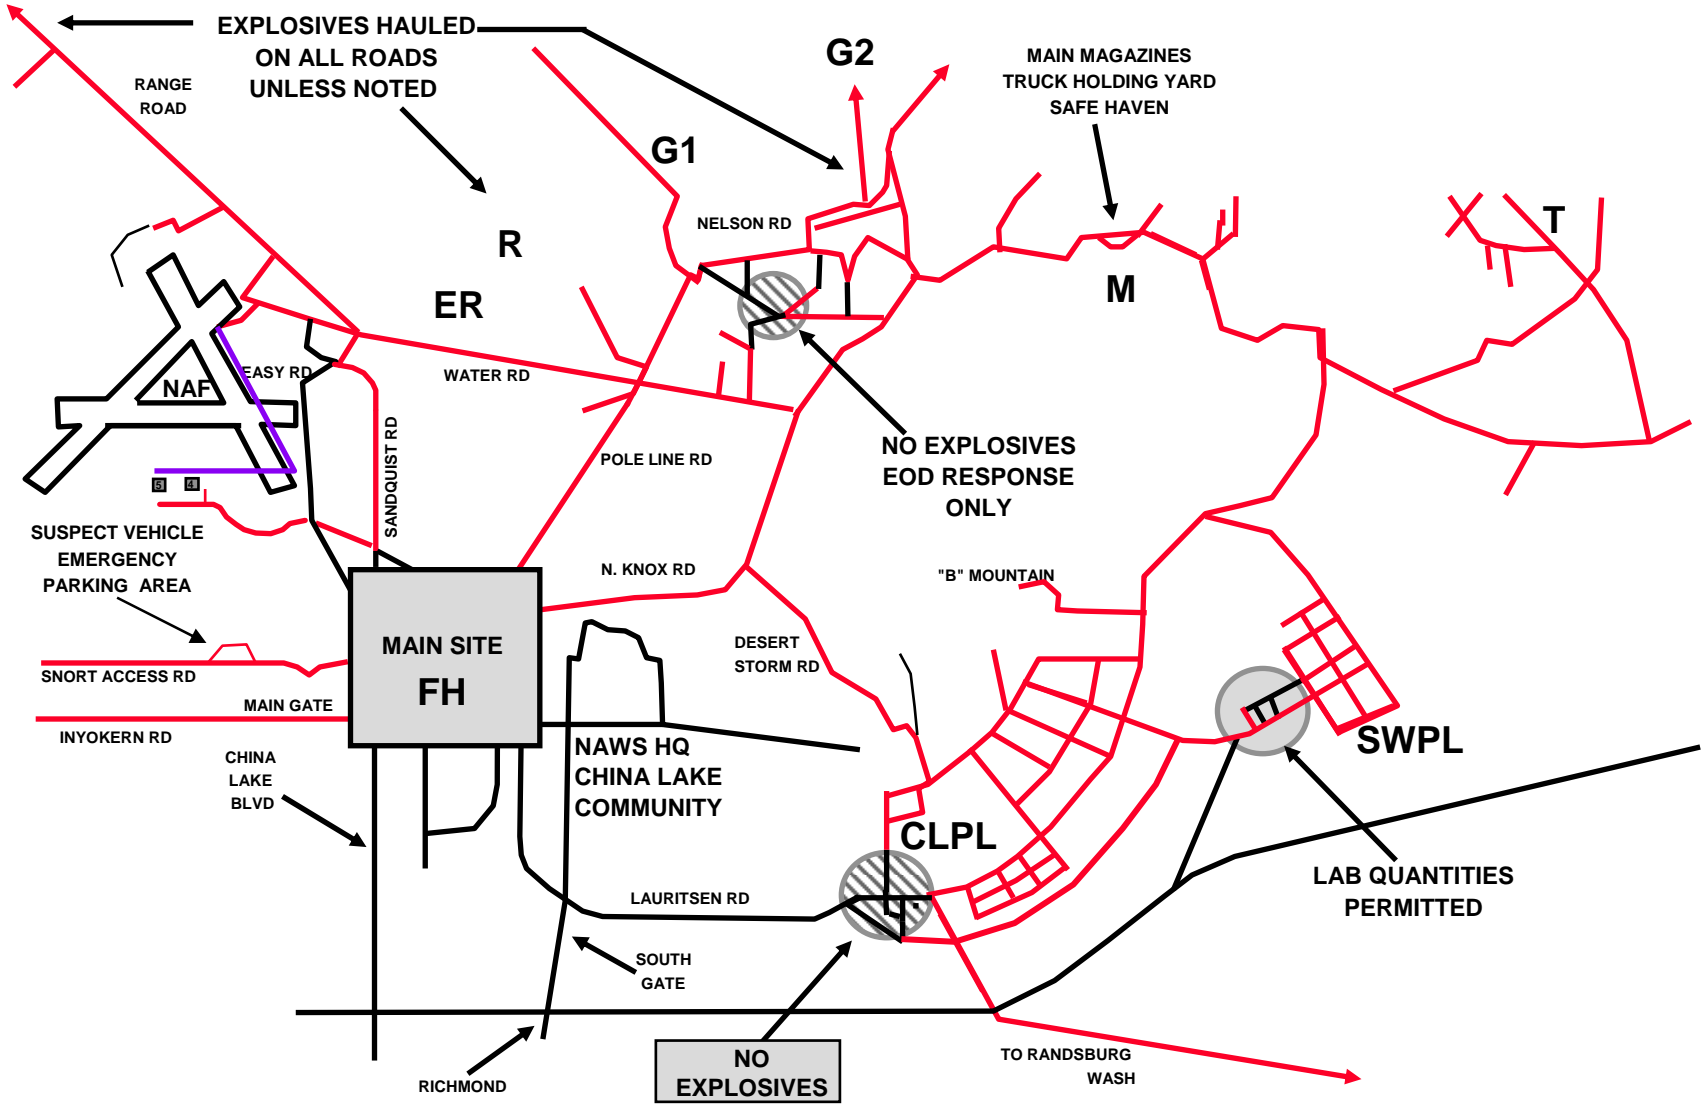 EXPLOSIVES HAULED
ON ALL ROADS
UNLESS NOTED
G2
MAIN MAGAZINES
TRUCK HOLDING YARD
SAFE HAVEN
RANGE
ROAD
G1
NELSON RD
R
T
ER
M
EASY RD
NAF
WATER RD
SANDQUIST RD
POLE LINE RD
NO EXPLOSIVES
EOD RESPONSE
ONLY
5
4
SUSPECT VEHICLE
EMERGENCY
PARKING AREA
N. KNOX RD
"B" MOUNTAIN
MAIN SITE
FH
DESERT
STORM RD
SNORT ACCESS RD
MAIN GATE
INYOKERN RD
NAWS HQ
CHINA LAKE
COMMUNITY
SWPL
CHINA
LAKE
BLVD
CLPL
LAB QUANTITIES
PERMITTED
LAURITSEN RD
SOUTH
GATE
NO
EXPLOSIVES
TO RANDSBURG
WASH
RICHMOND